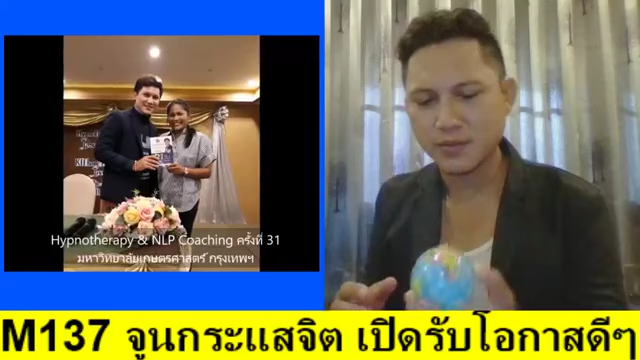 Hypnotherapy & NLP Coaching ครั้งที่ 31
มหาวิทยาลัยเกษตรศาสตร์ กรุงเทพฯ
M137 จูนกระแสจิต เปิดรับโอกาสดีๆ